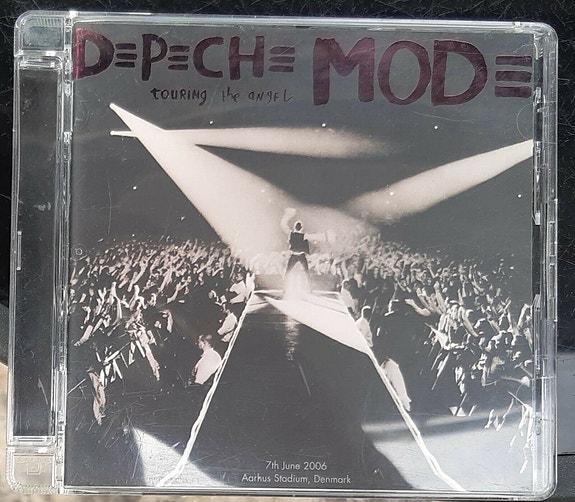 DEPECHE MODE
touring the angel
7th June 2006
Aarhus Stadium, Denmark